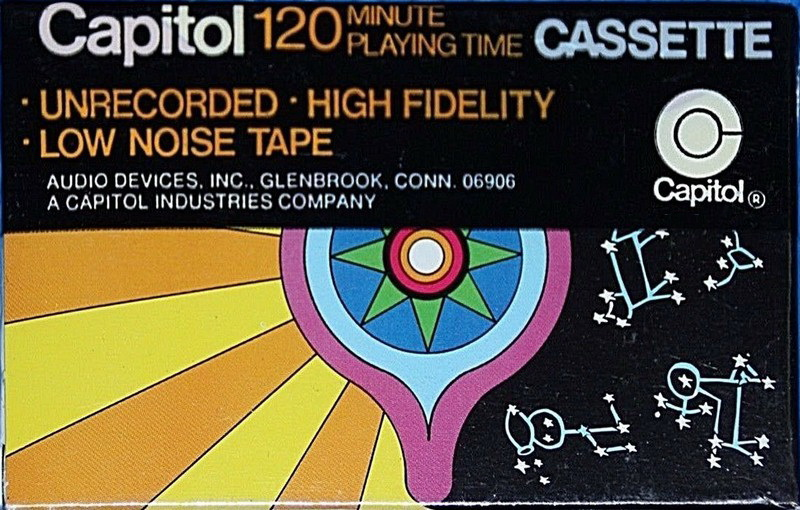 Capitol 120 MINUTE PLAYING TIME CASSETTE
· UNRECORDED · HIGH FIDELITY
· LOW NOISE TAPE
AUDIO DEVICES, INC., GLENBROOK, CONN. 06906
A CAPITOL INDUSTRIES COMPANY
Capitol ®